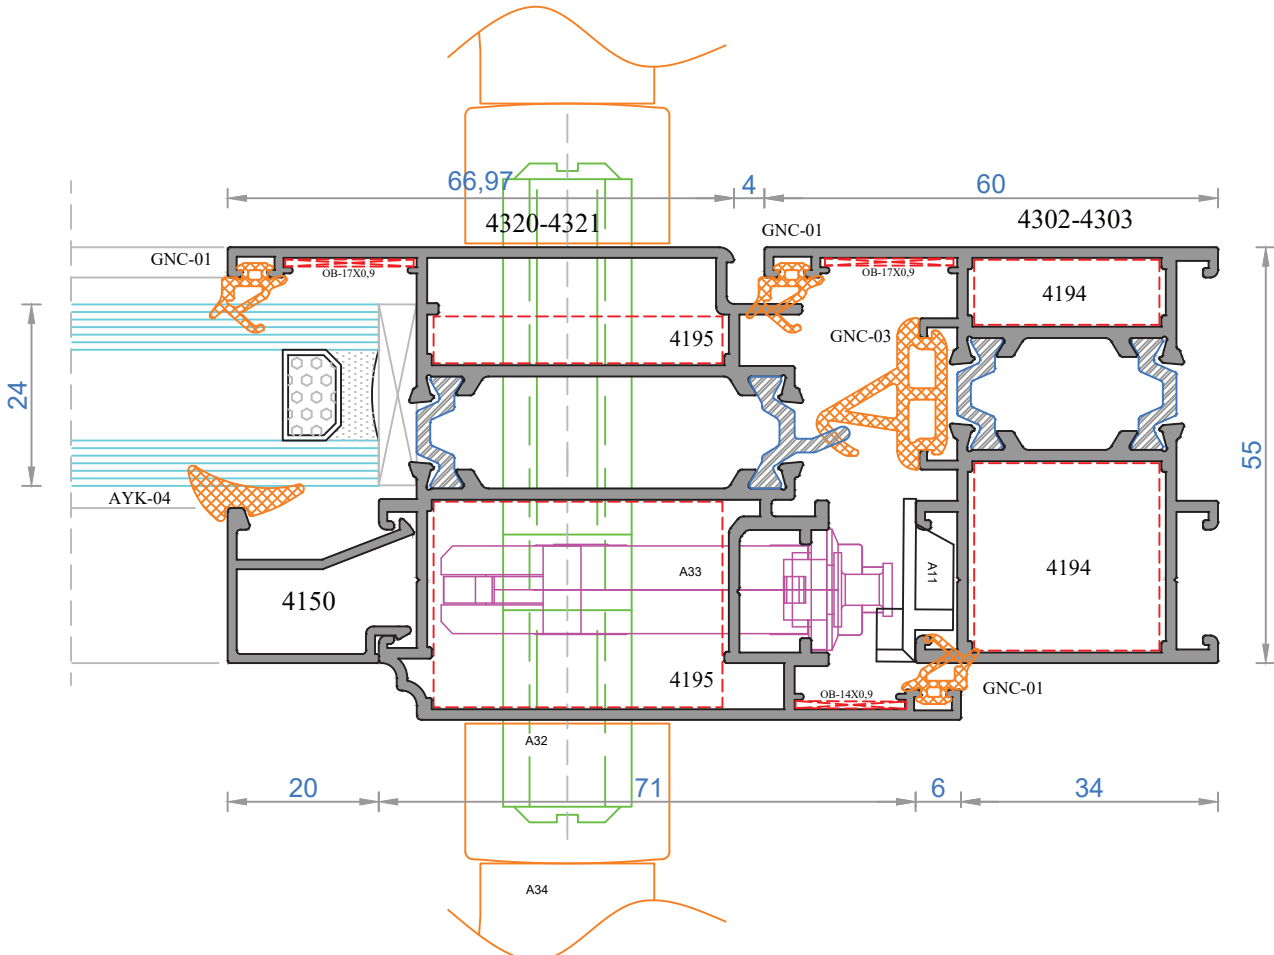 66,97
4
60
4320-4321
4302-4303
GNC-01
GNC-01
OB-17X0,9
OB-17X0,9
4194
4195
GNC-03
24
55
AYK-04
A33
A11
4194
4150
4195
OB-14X0,9
GNC-01
A32
20
71
6
34
A34